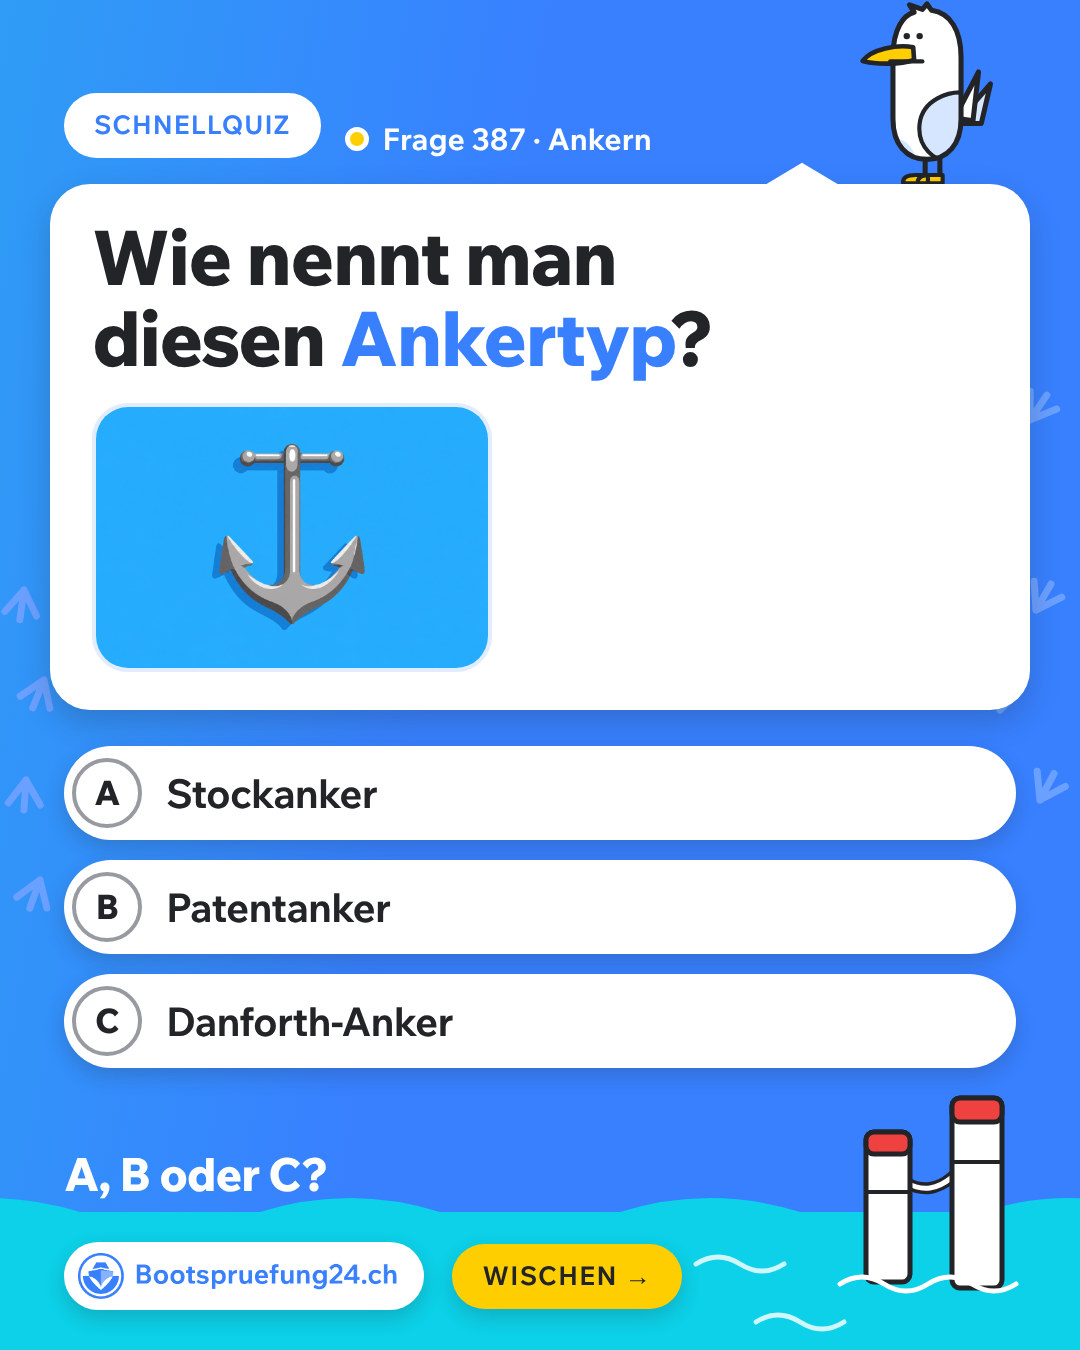 SCHNELLQUIZ
Frage 387 · Ankern
Wie nennt man
diesen Ankertyp?
A Stockanker
B Patentanker
C Danforth-Anker
A, B oder C?
Bootspruefung24.ch
WISCHEN →